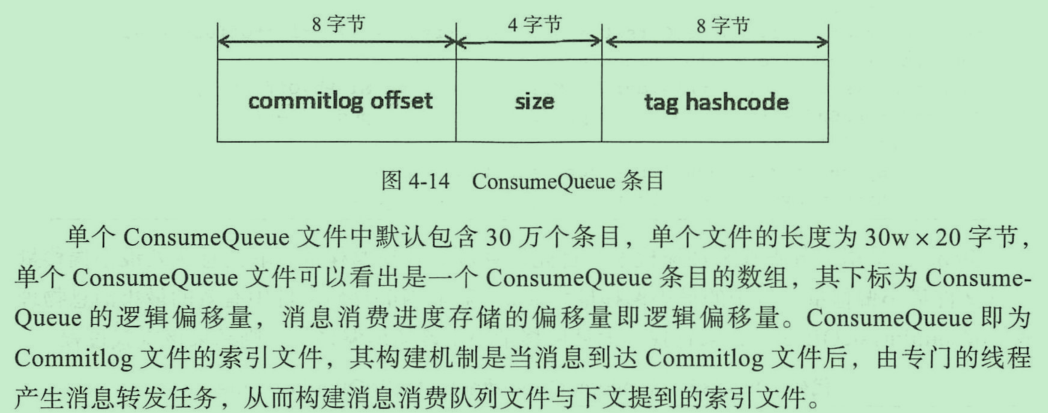 8 字节 4 字节 8 字节
commitlog offset size tag hashcode
图 4-14 ConsumeQueue 条目
单个 ConsumeQueue 文件中默认包含 30 万个条目，单个文件的长度为 30w × 20 字节，
单个 ConsumeQueue 文件可以看出是一个 ConsumeQueue 条目的数组，其下标为 Consume-
Queue 的逻辑偏移量，消息消费进度存储的偏移量即逻辑偏移量。ConsumeQueue 即为
Commitlog 文件的索引文件，其构建机制是当消息到达 Commitlog 文件后，由专门的线程
产生消息转发任务，从而构建消息消费队列文件与下文提到的索引文件。